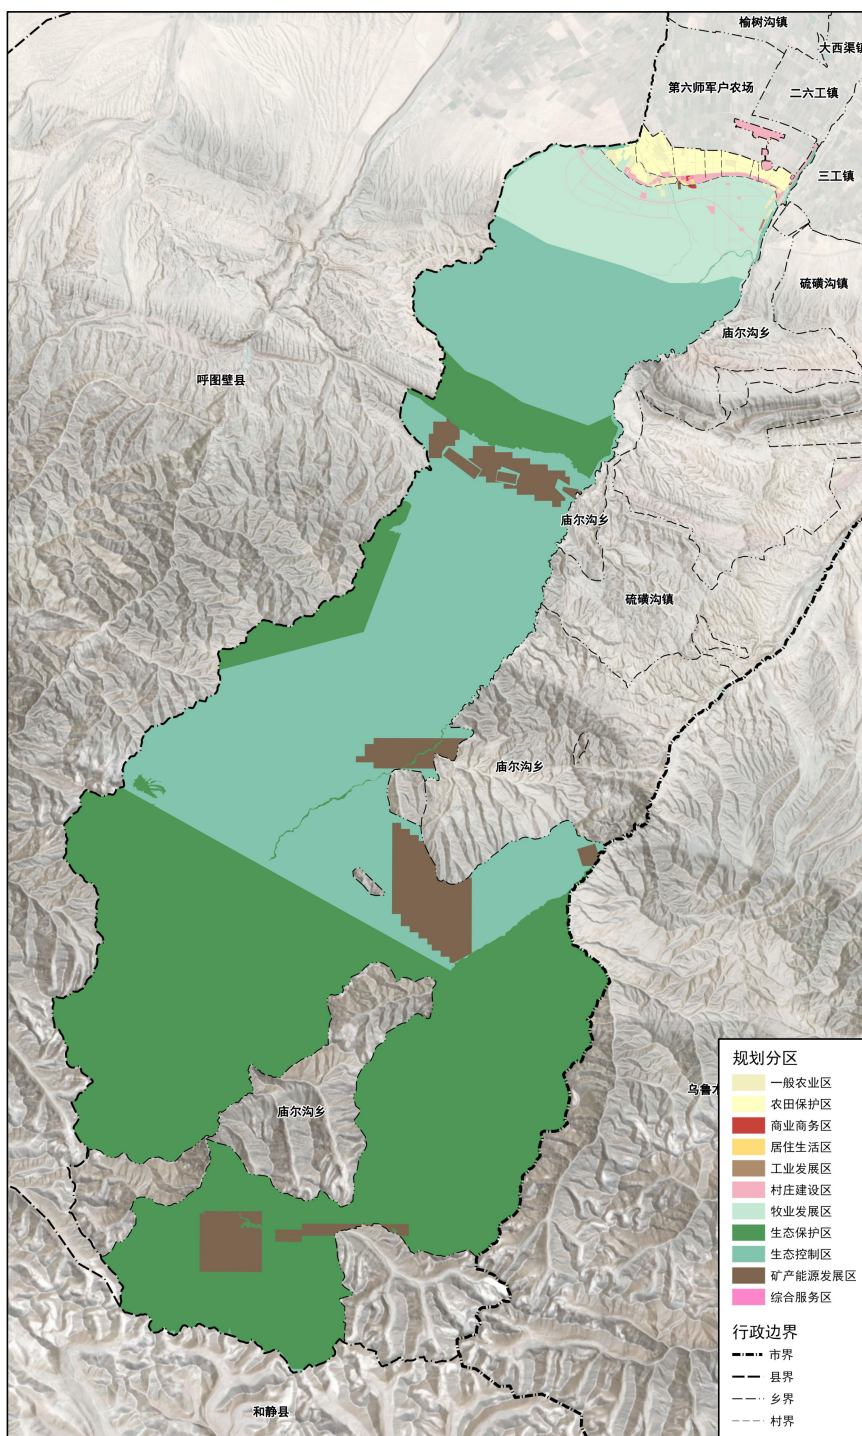 榆树沟镇
大西渠镇
第六师军户农场
二六工镇
三工镇
硫磺沟镇
庙尔沟乡
呼图壁县
庙尔沟乡
硫磺沟镇
庙尔沟乡
乌鲁木
庙尔沟乡
和静县
规划分区
一般农业区
农田保护区
商业商务区
居住生活区
工业发展区
村庄建设区
牧业发展区
生态保护区
生态控制区
矿产能源发展区
综合服务区
行政边界
市界
县界
乡界
村界